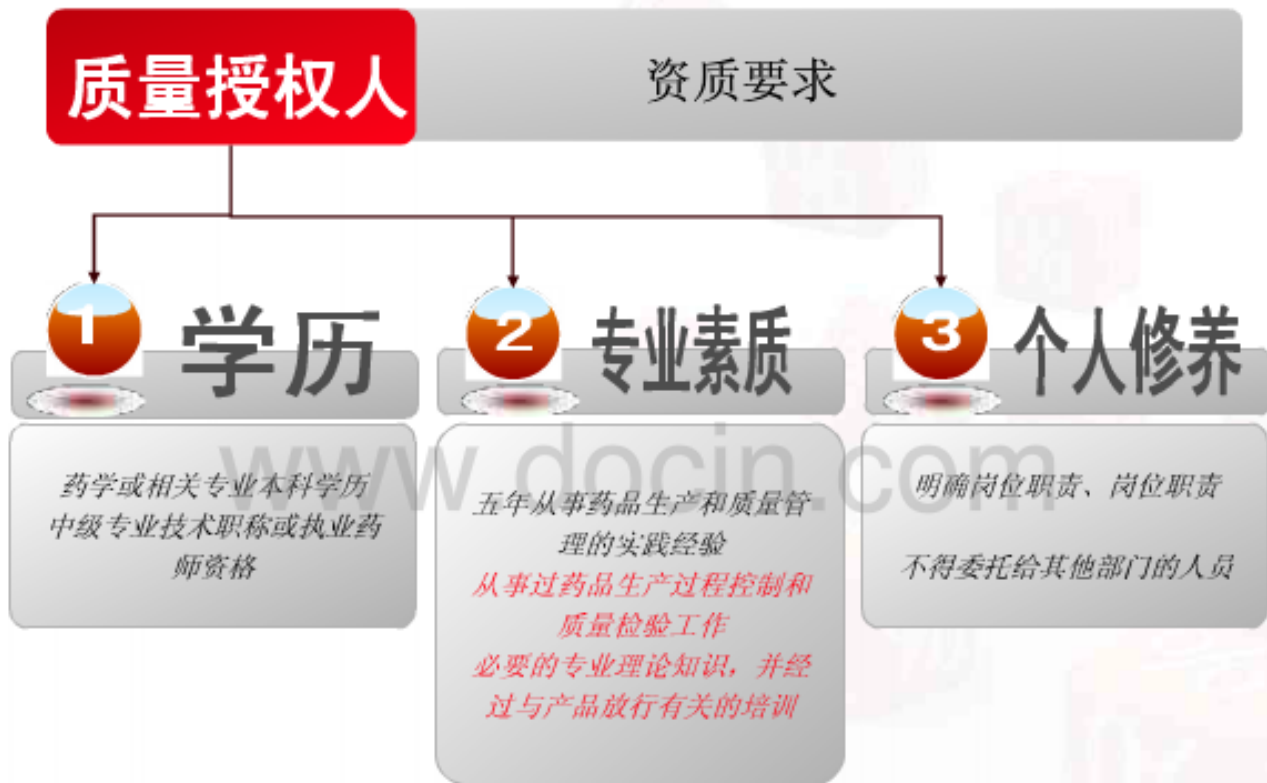 质量授权人
资质要求
1 学历
药学或相关专业本科学历
中级专业技术职称或执业药
师资格
2 专业素质
五年从事药品生产和质量管
理的实践经验
从事过药品生产过程控制和
质量检验工作
必要的专业理论知识，并经
过与产品放行有关的培训
3 个人修养
明确岗位职责、岗位职责
不得委托给其他部门的人员
www.docin.com